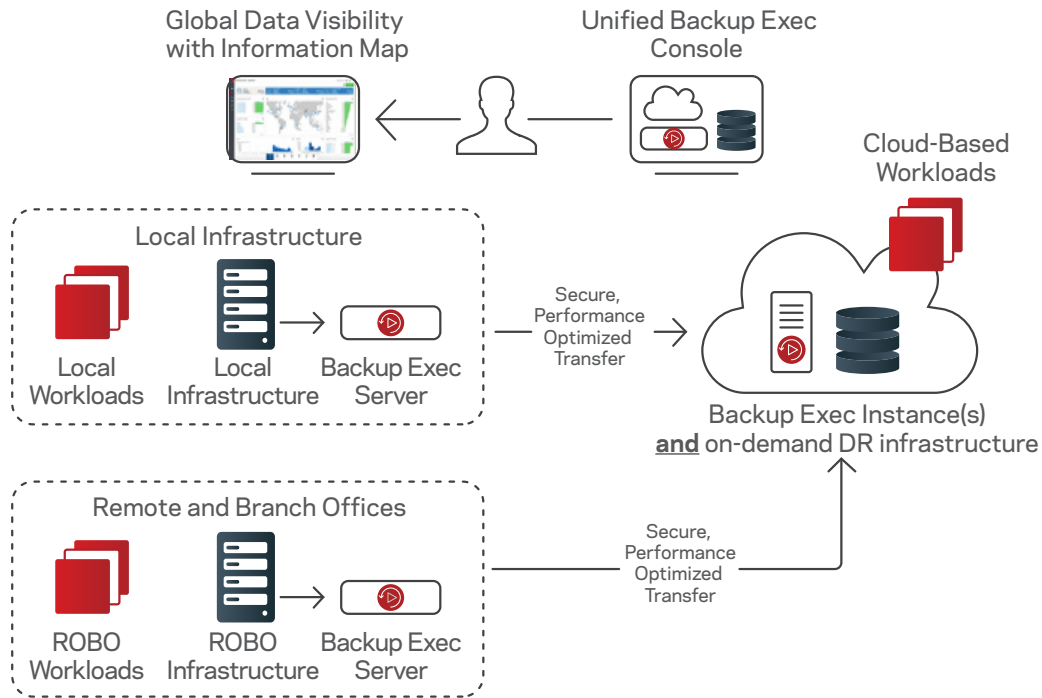 Global Data Visibility
with Information Map
Unified Backup Exec
Console
Cloud-Based
Workloads
Local Infrastructure
Local
Workloads
Local
Infrastructure
Backup Exec
Server
Secure,
Performance
Optimized
Transfer
Backup Exec Instance(s)
and on-demand DR infrastructure
Remote and Branch Offices
ROBO
Workloads
ROBO
Infrastructure
Backup Exec
Server
Secure,
Performance
Optimized
Transfer